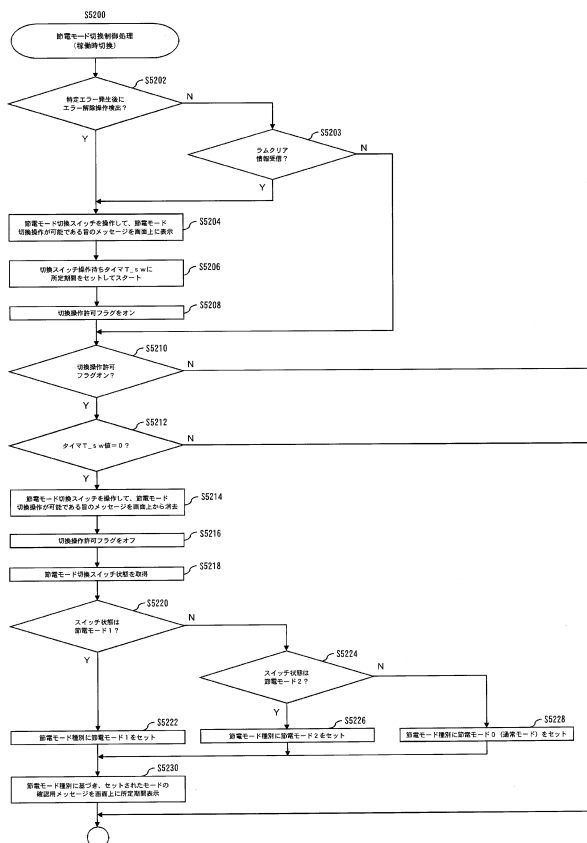 S5200
節電モード切換制御処理
(稼働時切換)
S5202
特定エラー発生後に
エラー解除操作検出?
N
Y
S5203
ラムクリア
情報受信?
N
Y
S5204
節電モード切換スイッチを操作して、節電モード
切換操作が可能である旨のメッセージを画面上に表示
S5206
切換スイッチ操作待ちタイマT_swに
所定期間をセットしてスタート
S5208
切換操作許可フラグをオン
S5210
切換操作許可
フラグオン?
N
Y
S5212
タイマT_sw値=0?
N
Y
S5214
節電モード切換スイッチを操作して、節電モード
切換操作が可能である旨のメッセージを画面上から消去
S5216
切換操作許可フラグをオフ
S5218
節電モード切換スイッチ状態を取得
S5220
スイッチ状態は
節電モード1?
N
Y
S5224
スイッチ状態は
節電モード2?
N
Y
S5222
節電モード種別に節電モード1をセット
S5226
節電モード種別に節電モード2をセット
S5228
節電モード種別に節電モード0(通常モード)をセット
S5230
節電モード種別に基づき、セットされたモードの
確認用メッセージを画面上に所定期間表示